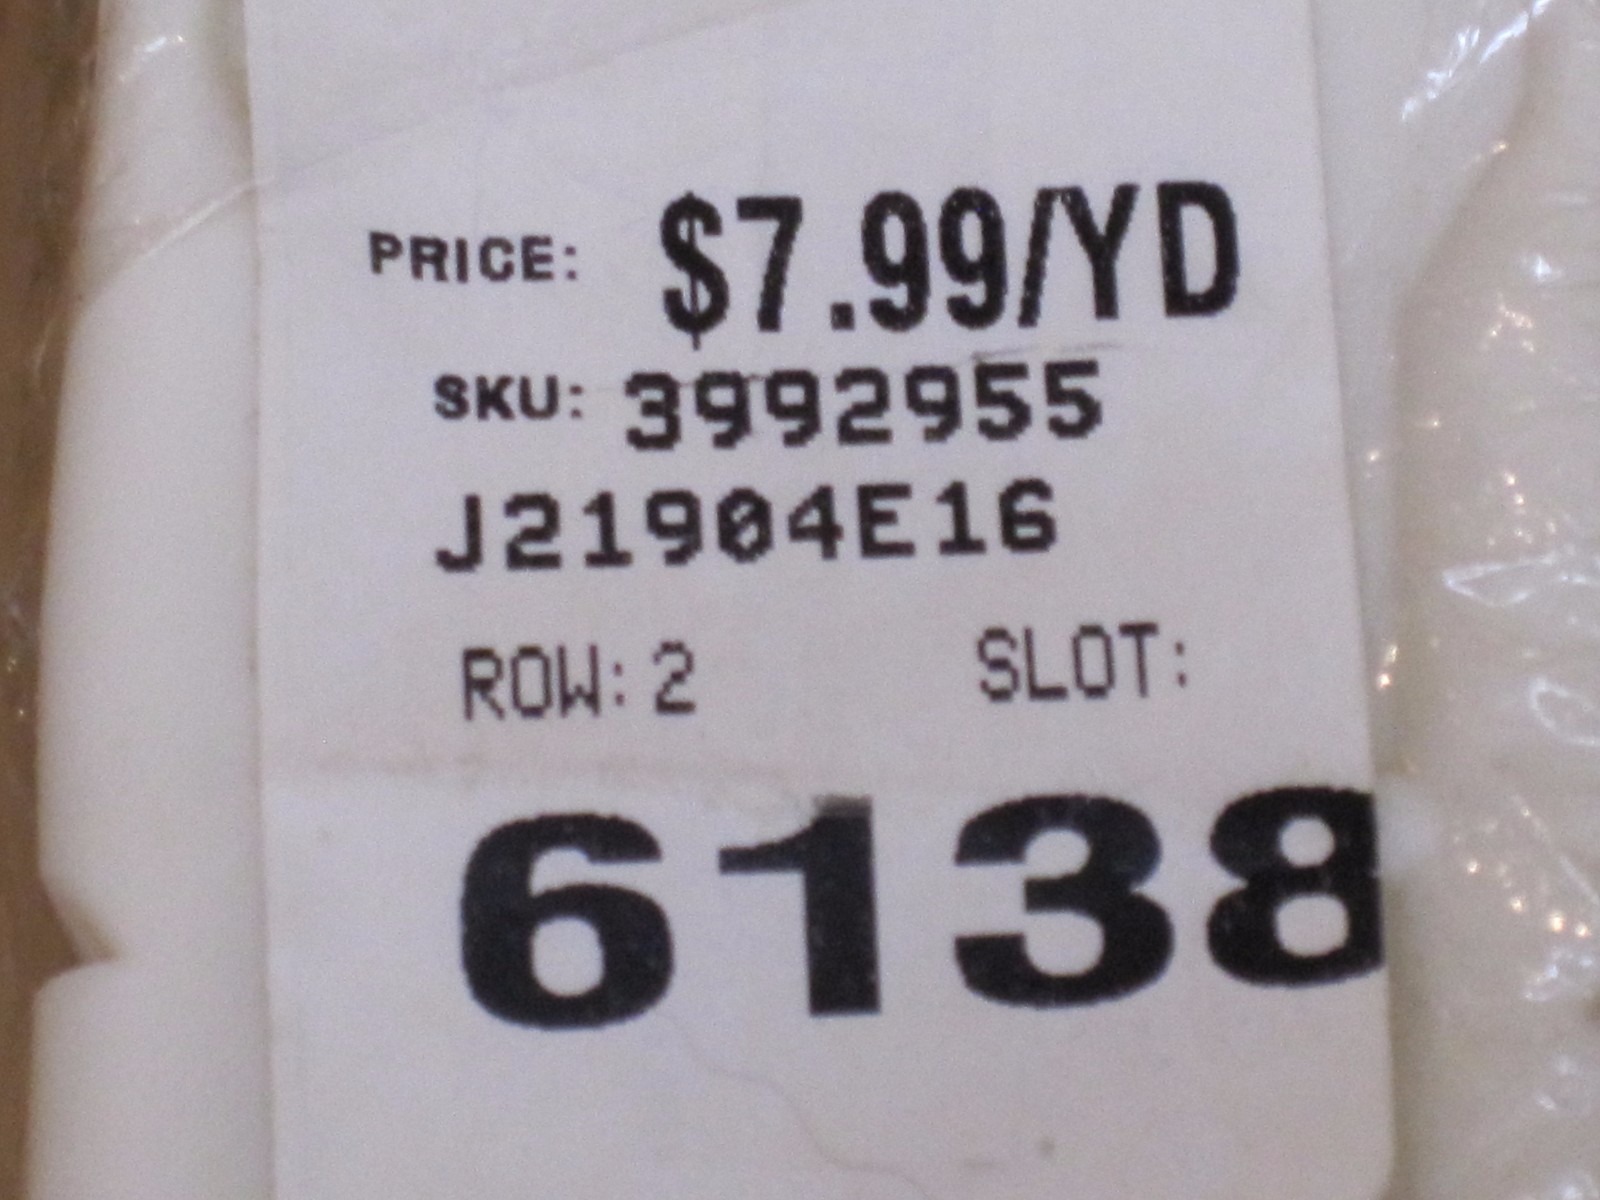 PRICE: $7.99/YD
SKU: 3992955
J21904E16
ROW: 2 SLOT:
6138